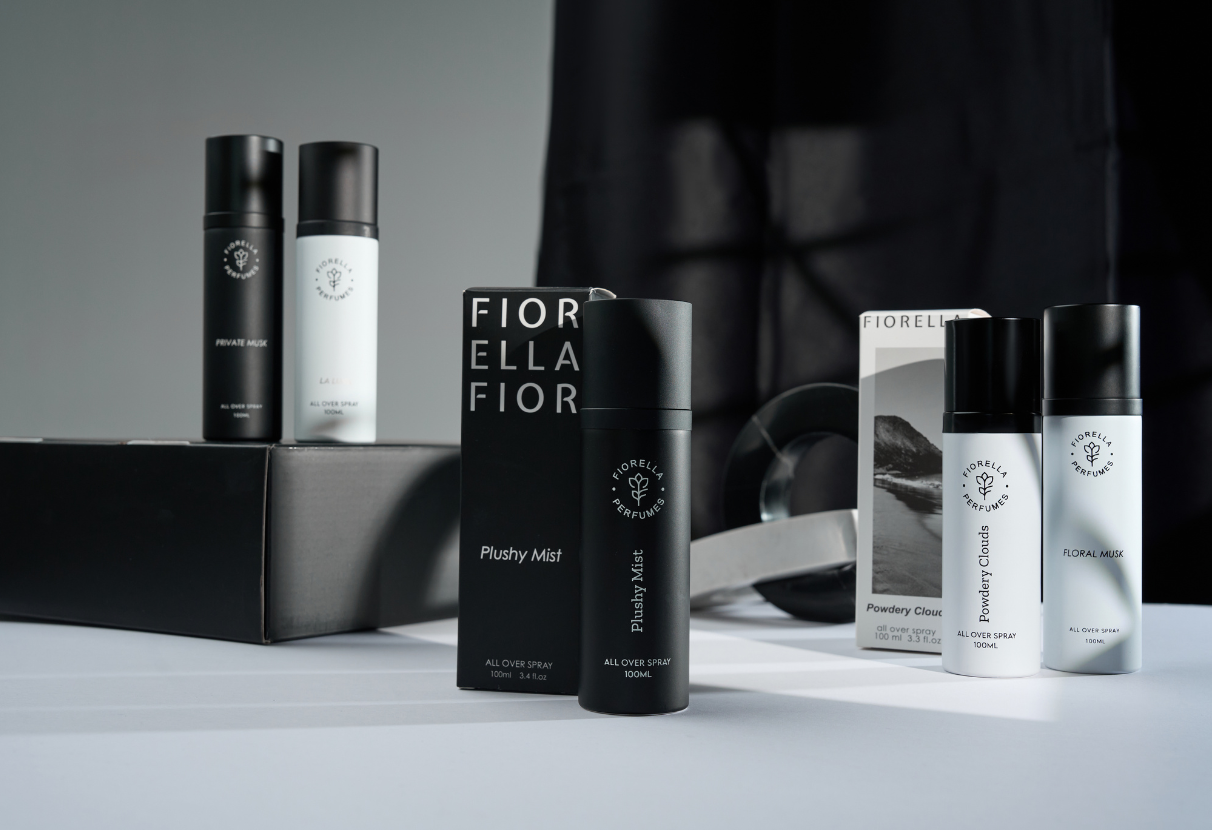 FIORELLA
PERFUMES
PRIVATE MUSK
ALL OVER SPRAY
100ML
FIORELLA
PERFUMES
ALL OVER SPRAY
100ML
FIOR
ELLA
FIOR
Plushy Mist
ALL OVER SPRAY
100ml 3.4 fl.oz
FIORELLA
PERFUMES
Plushy Mist
ALL OVER SPRAY
100ML
FIORELLA
Powdery Cloud
all over spray
100 ml 3.3 fl.oz
FIORELLA
PERFUMES
Powdery Clouds
ALL OVER SPRAY
100ML
FIORELLA
PERFUMES
FLORAL MUSK
ALL OVER SPRAY
100ML